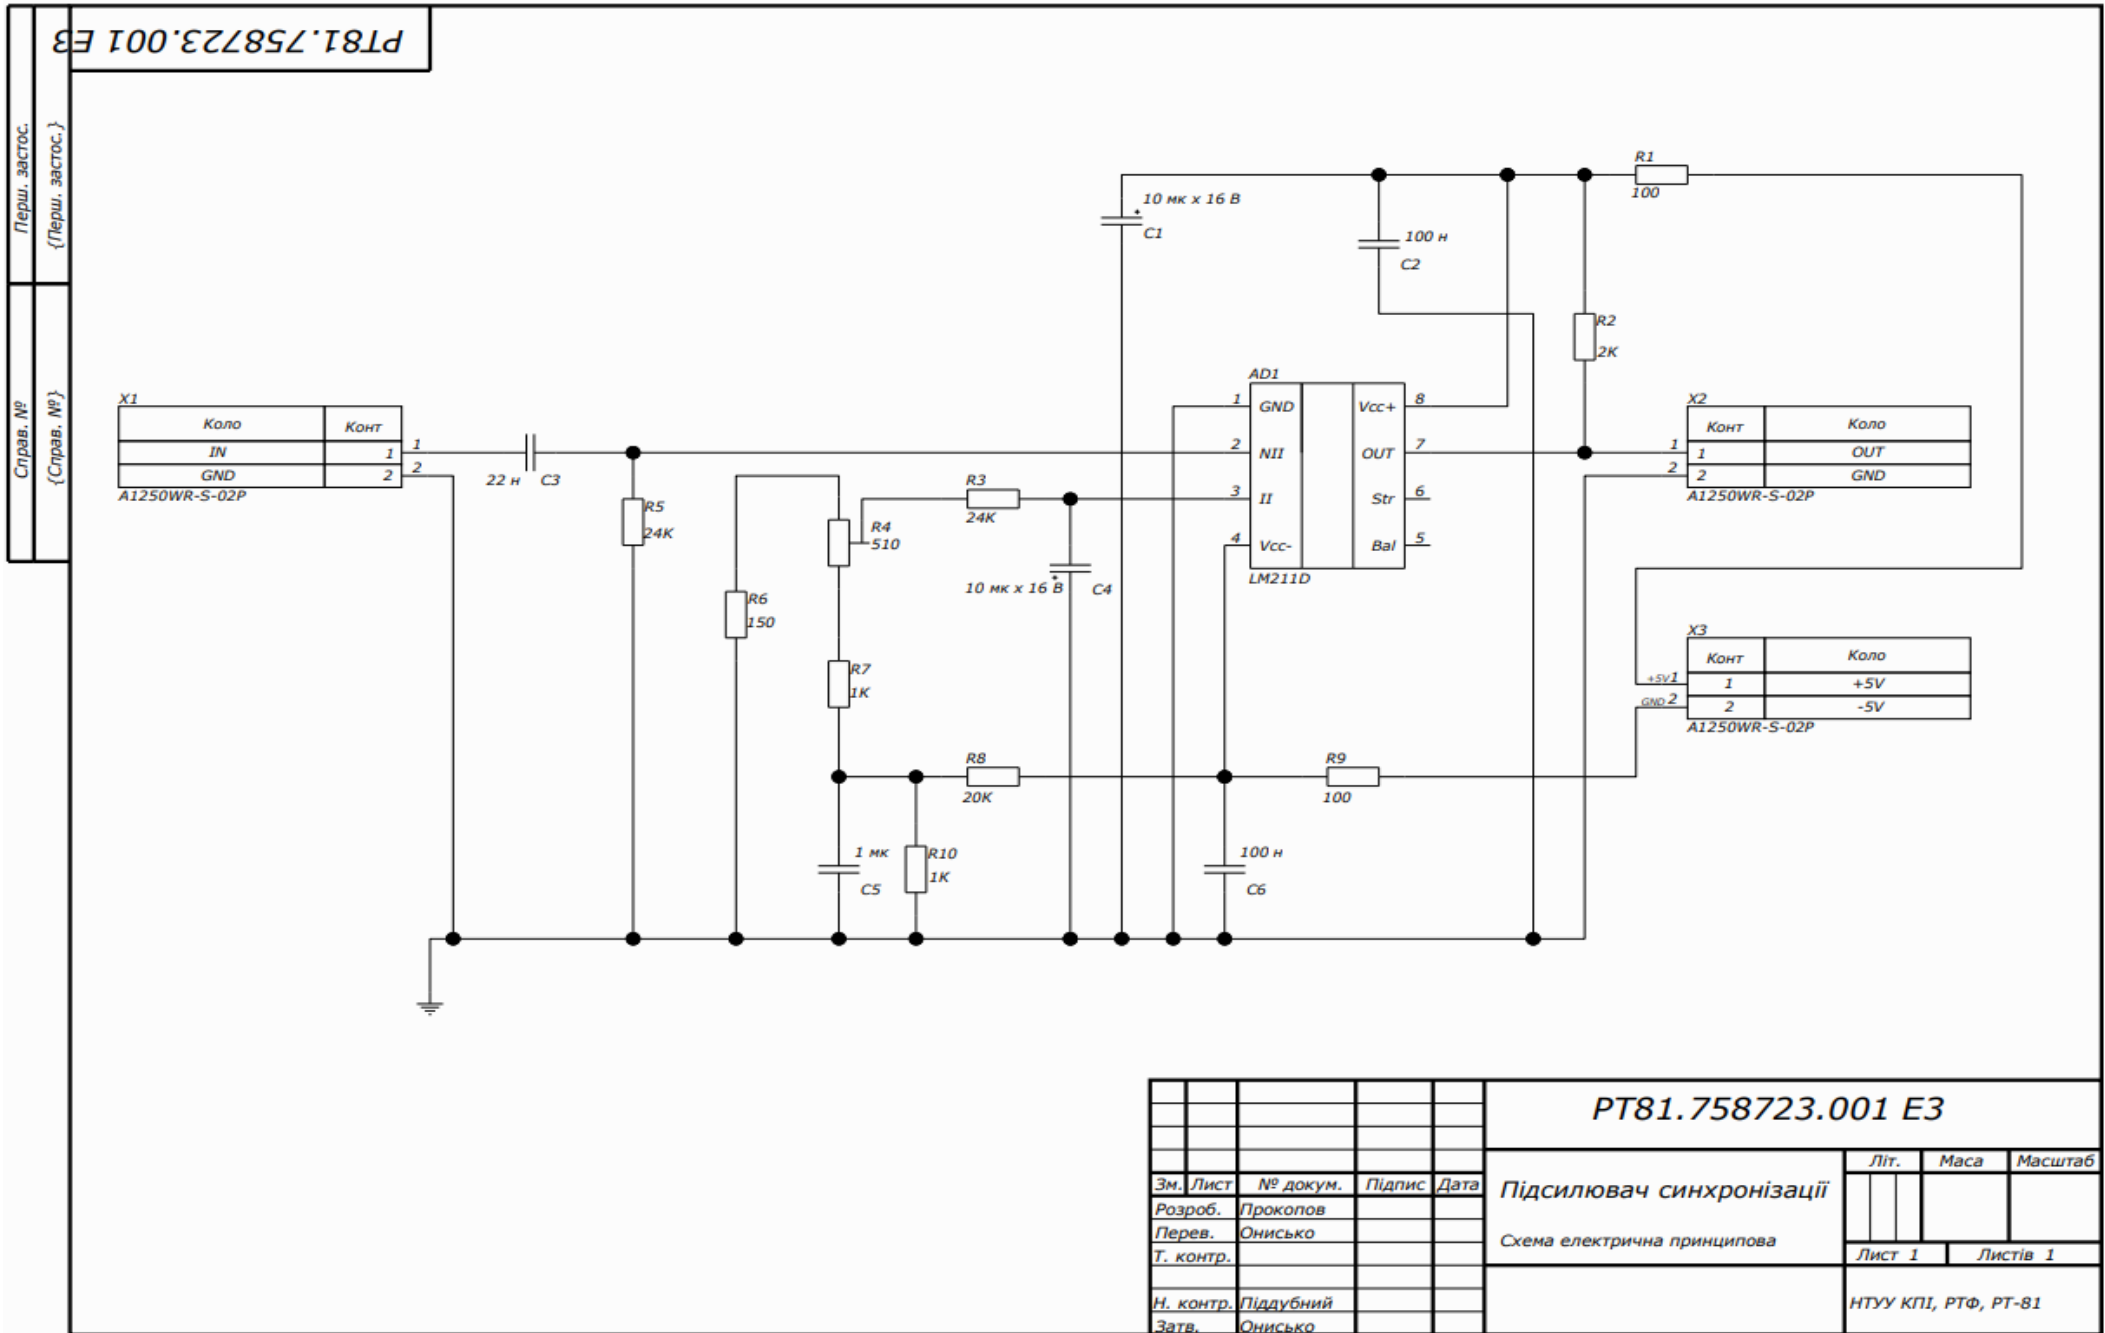 РТ81.758723.001 Е3
Перш. застос.
{Перш. застос.}
Справ. №
{Справ. №}
R1
100
10 мк х 16 В
C1
100 н
C2
R2
2K
AD1
1 GND Vcc+ 8
2 NII OUT 7
3 II Str 6
4 Vcc- Bal 5
LM211D
X1
Коло Конт
IN 1 1
GND 2 2
A1250WR-S-02P
22 н C3
R5
24K
R3
24K
R4
510
10 мк х 16 В C4
R6
150
R7
1K
X2
Конт Коло
1 1 OUT
2 2 GND
A1250WR-S-02P
X3
Конт Коло
+5V 1 1 +5V
GND 2 2 -5V
A1250WR-S-02P
R8
20K
R9
100
1 мк
C5
R10
1K
100 н
C6
РТ81.758723.001 Е3
Підсилювач синхронізації
Схема електрична принципова
Літ. Маса Масштаб
Лист 1 Листів 1
НТУУ КПІ, РТФ, РТ-81
Зм. Лист № докум. Підпис Дата
Розроб. Прокопов
Перев. Онисько
Т. контр.
Н. контр. Піддубний
Затв. Онисько